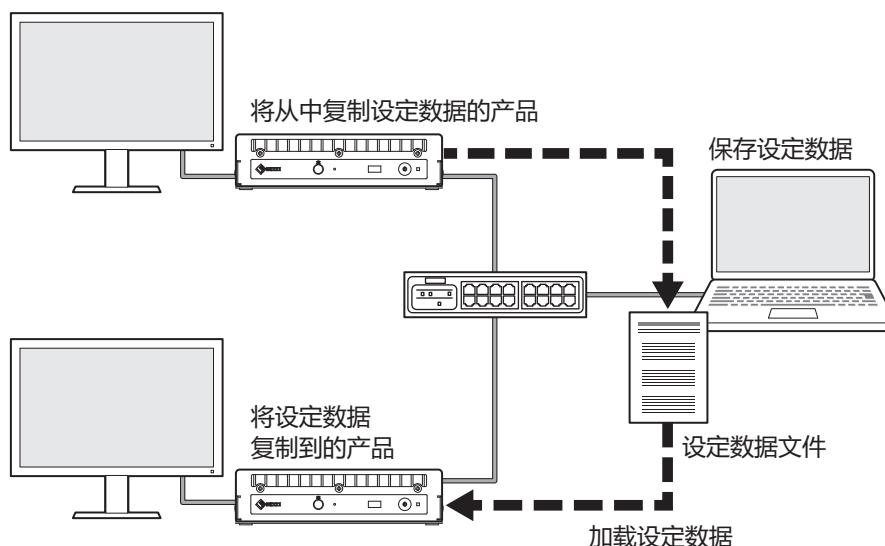 将从中复制设定数据的产品
保存设定数据
将设定数据
复制到的产品
设定数据文件
加载设定数据